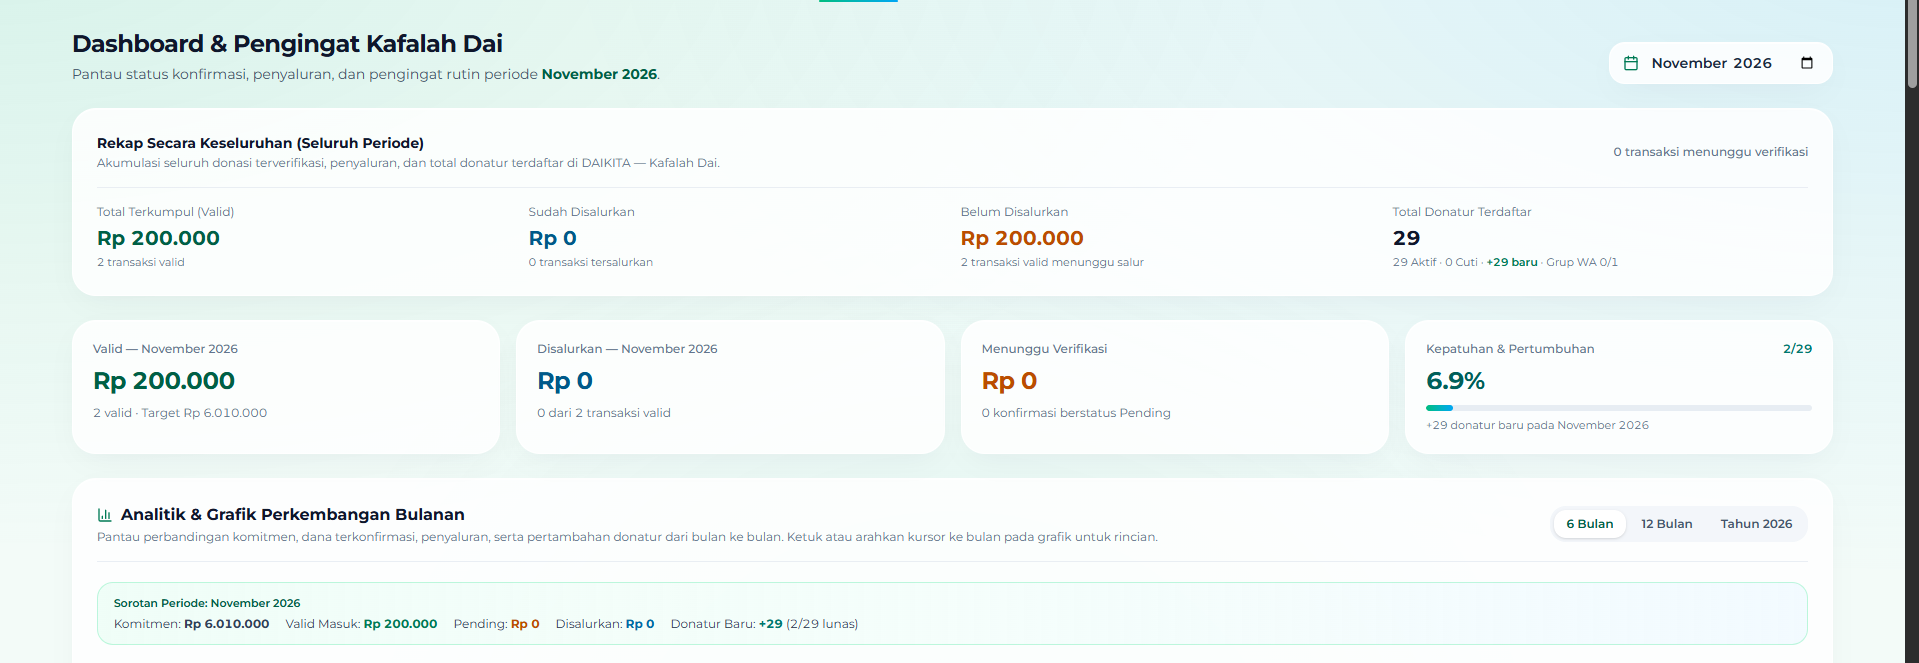 Dashboard & Pengingat Kafalah Dai
Pantau status konfirmasi, penyaluran, dan pengingat rutin periode November 2026.
November 2026
Rekap Secara Keseluruhan (Seluruh Periode)
Akumulasi seluruh donasi terverifikasi, penyaluran, dan total donatur terdaftar di DAIKITA — Kafalah Dai.
0 transaksi menunggu verifikasi
Total Terkumpul (Valid)
Rp 200.000
2 transaksi valid
Sudah Disalurkan
Rp 0
0 transaksi tersalurkan
Belum Disalurkan
Rp 200.000
2 transaksi valid menunggu salur
Total Donatur Terdaftar
29
29 Aktif · 0 Cuti · +29 baru · Grup WA 0/1
Valid — November 2026
Rp 200.000
2 valid · Target Rp 6.010.000
Disalurkan — November 2026
Rp 0
0 dari 2 transaksi valid
Menunggu Verifikasi
Rp 0
0 konfirmasi berstatus Pending
Kepatuhan & Pertumbuhan 2/29
6.9%
+29 donatur baru pada November 2026
Analitik & Grafik Perkembangan Bulanan
Pantau perbandingan komitmen, dana terkonfirmasi, penyaluran, serta pertambahan donatur dari bulan ke bulan. Ketuk atau arahkan kursor ke bulan pada grafik untuk rincian.
6 Bulan 12 Bulan Tahun 2026
Sorotan Periode: November 2026
Komitmen: Rp 6.010.000 Valid Masuk: Rp 200.000 Pending: Rp 0 Disalurkan: Rp 0 Donatur Baru: +29 (2/29 lunas)